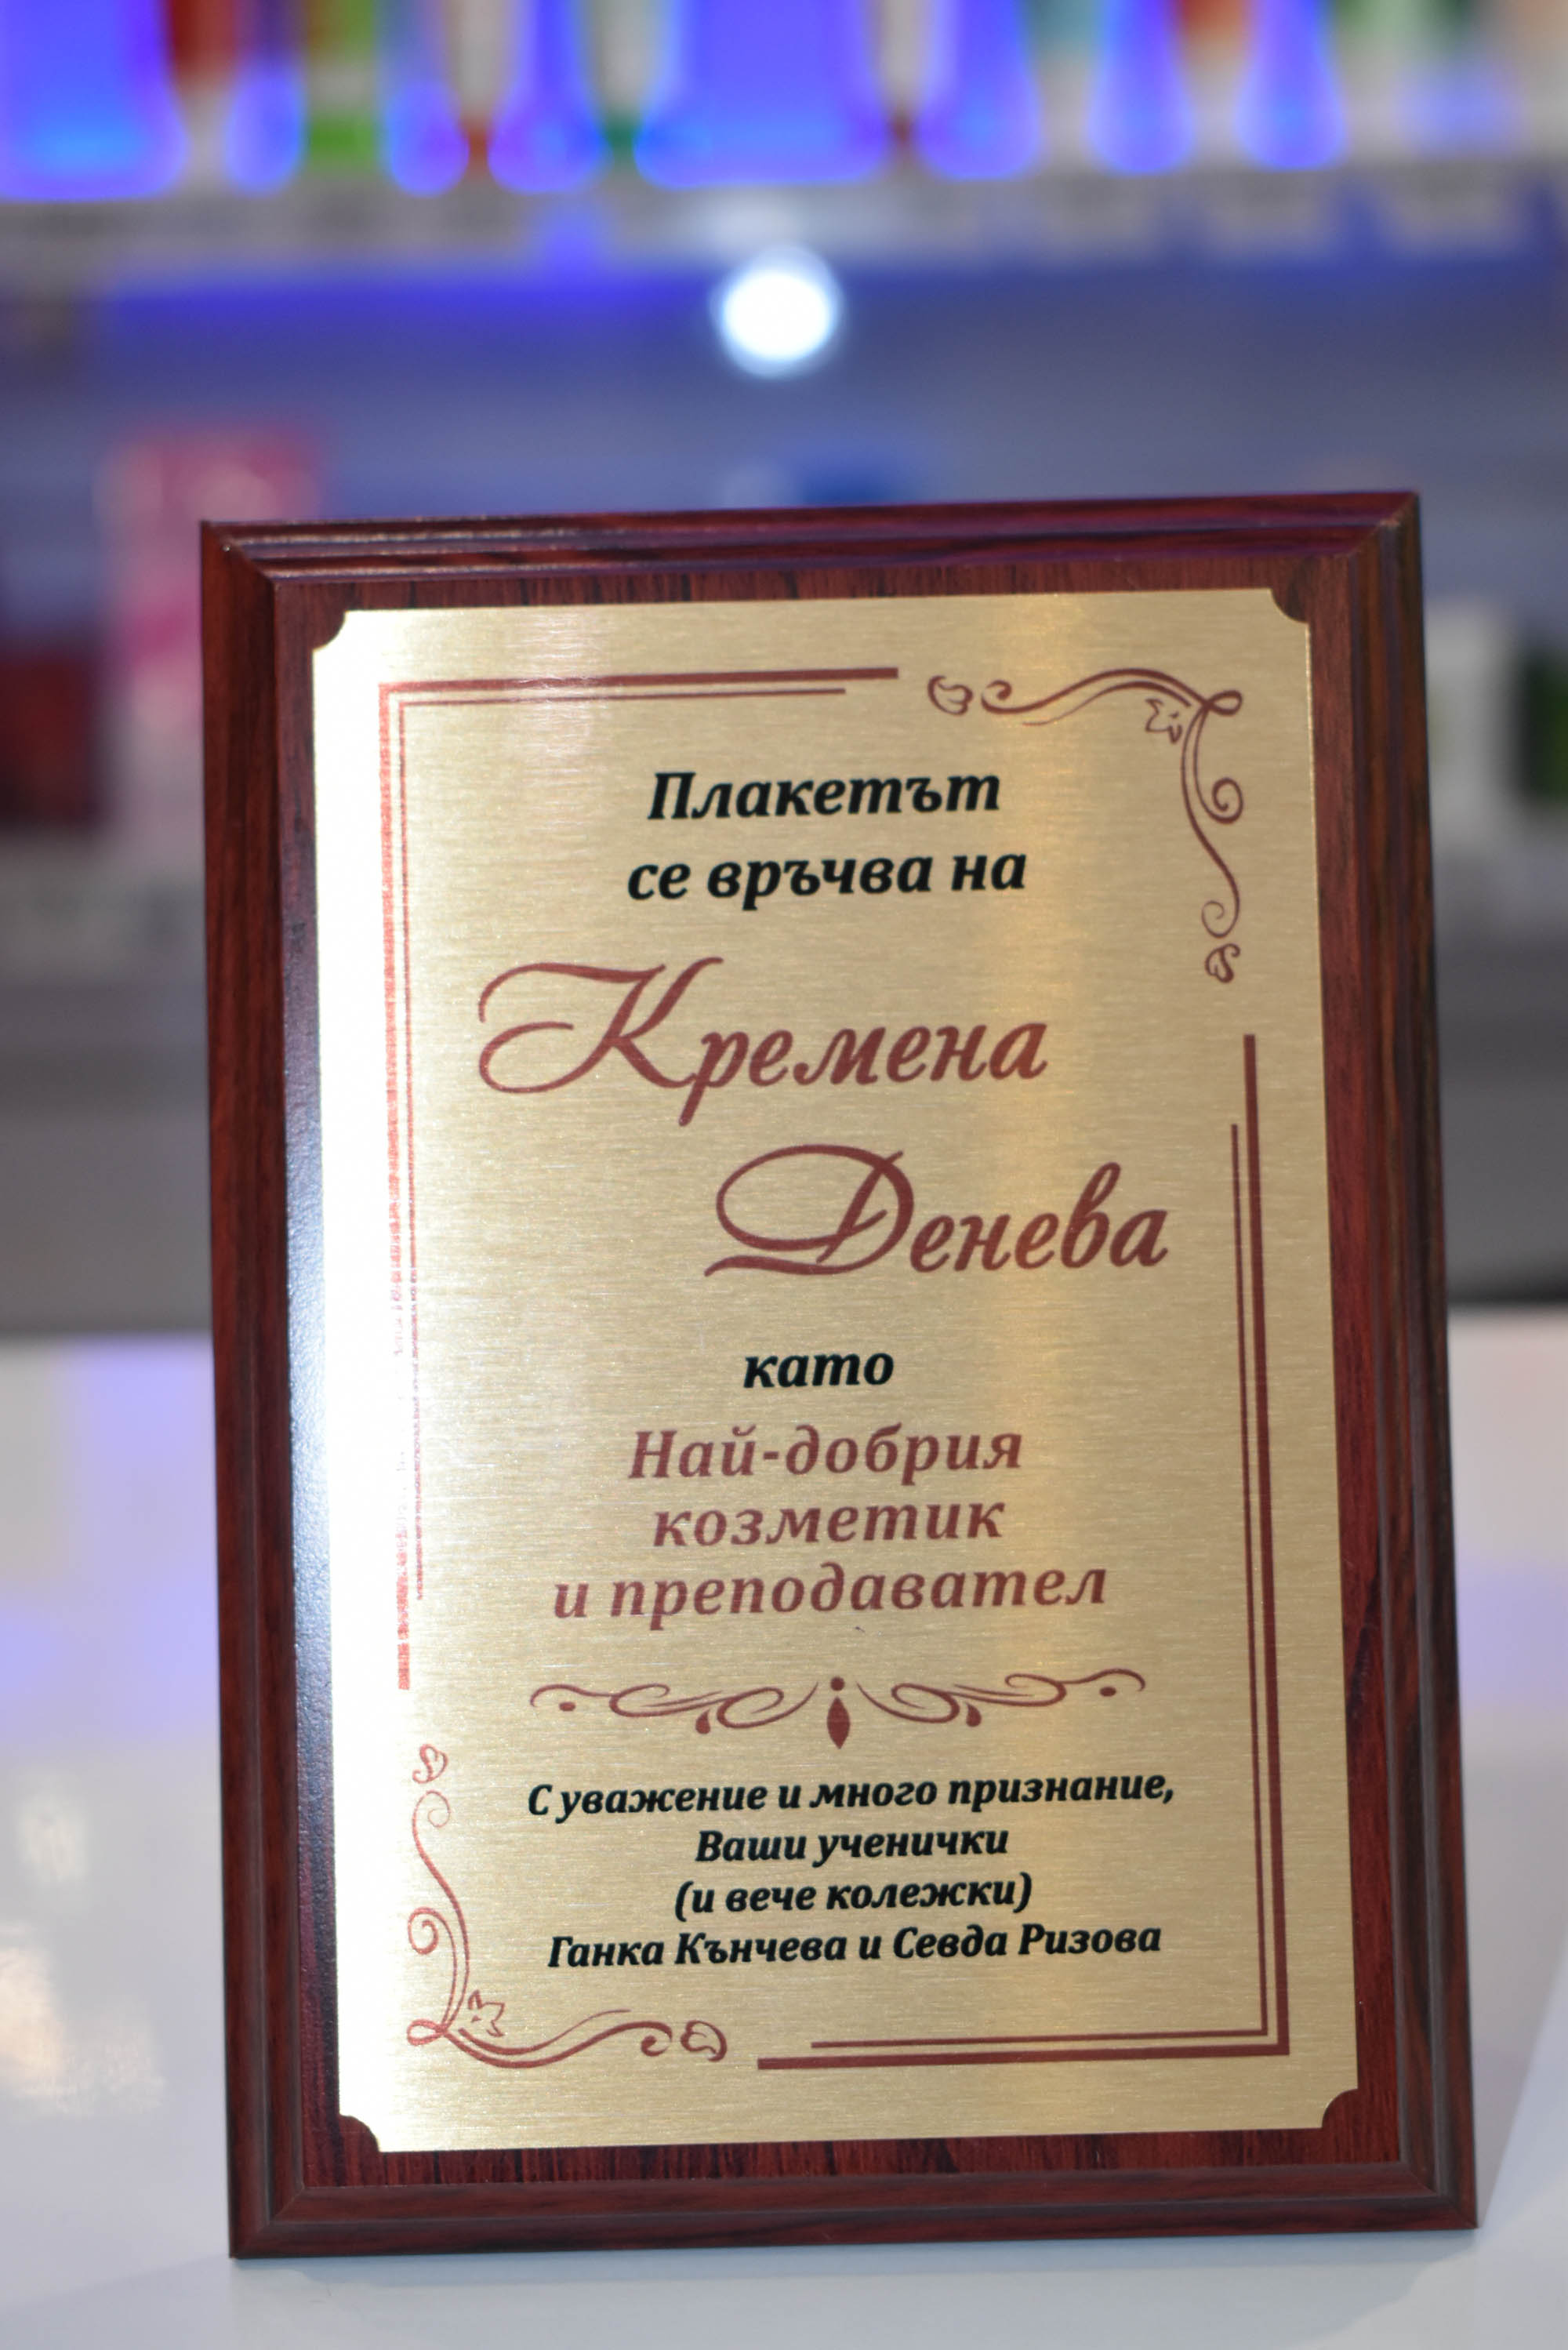 Плакетът
се връчва на
Кремена
Денева
като
Най-добрия
козметик
и преподавател
С уважение и много признание,
Ваши ученички
(и вече колежки)
Ганка Кънчева и Севда Ризова